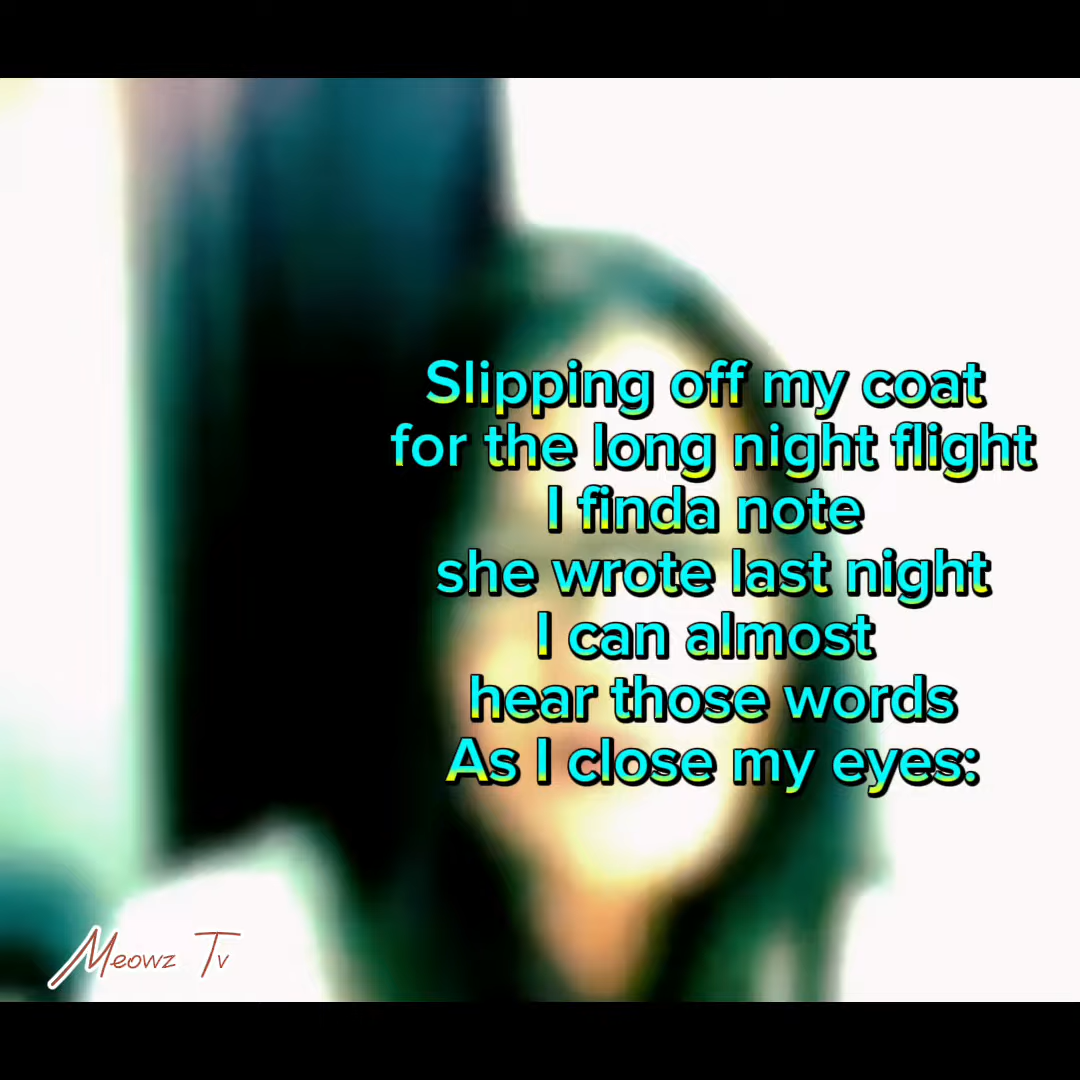 Slipping off my coat
for the long night flight
I finda note
she wrote last night
I can almost
hear those words
As I close my eyes:
Meowz Tv